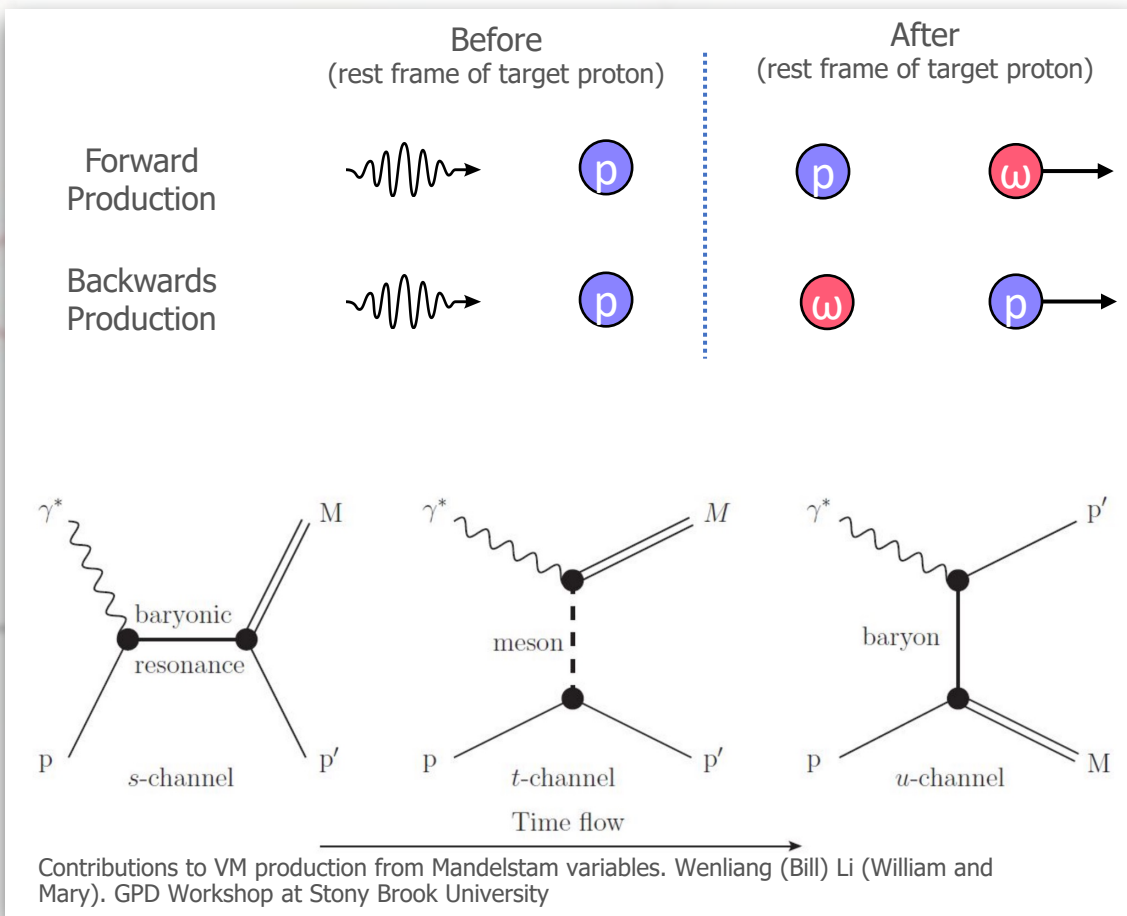 Before
(rest frame of target proton)
After
(rest frame of target proton)
Forward
Production
p
p
ω
Backwards
Production
p
ω
p
γ*
M
baryonic
resonance
p
p′
s-channel
γ*
M
meson
p
p′
t-channel
γ*
p′
baryon
p
M
u-channel
Time flow
Contributions to VM production from Mandelstam variables. Wenliang (Bill) Li (William and
Mary). GPD Workshop at Stony Brook University